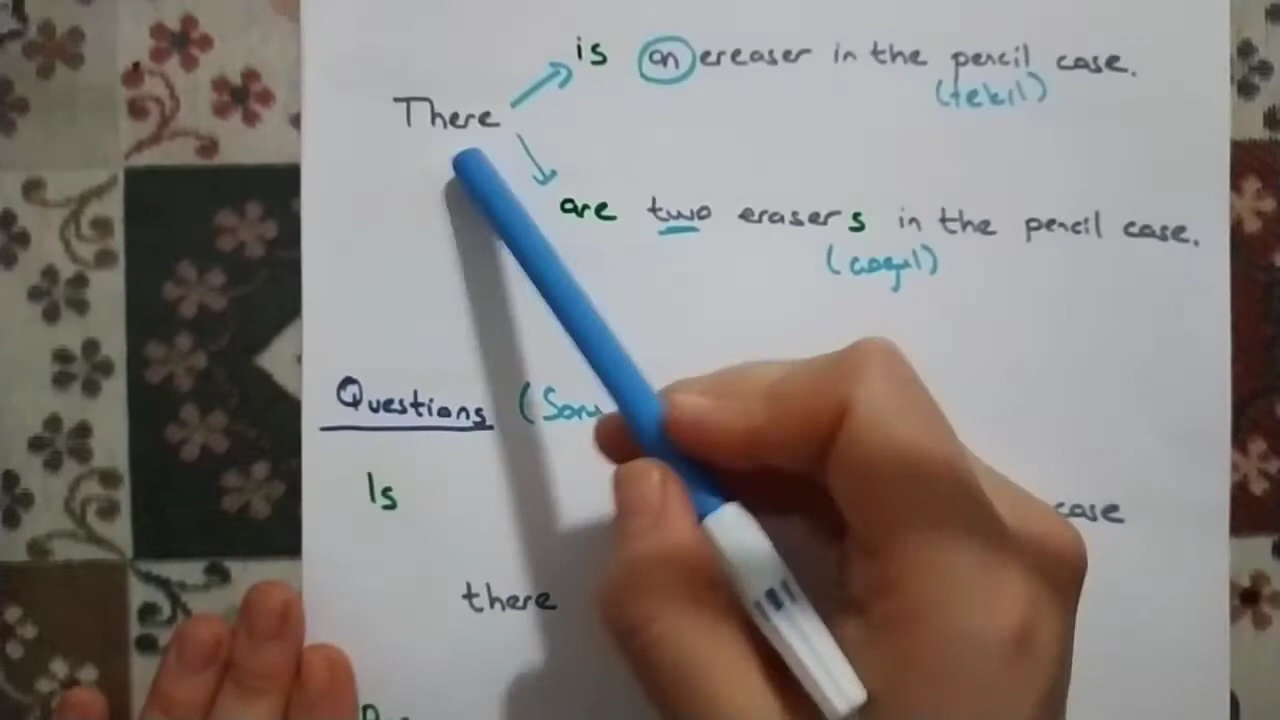 is an ereaser in the pencil case.
(tekil)
There
are two erasers in the pencil case.
(çoğul)
Questions (Soru
Is
case
there